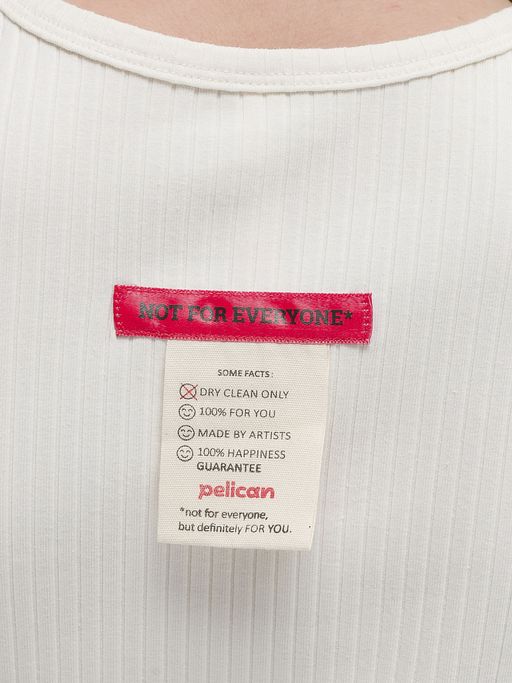 NOT FOR EVERYONE*
SOME FACTS:
DRY CLEAN ONLY
100% FOR YOU
MADE BY ARTISTS
100% HAPPINESS
GUARANTEE
pelican
*not for everyone,
but definitely FOR YOU.